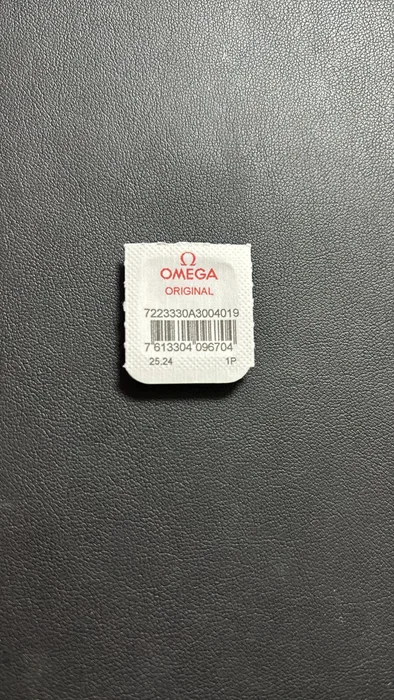 Ω
OMEGA
ORIGINAL
7223330A3004019
7 613304 096704
25.24 1P